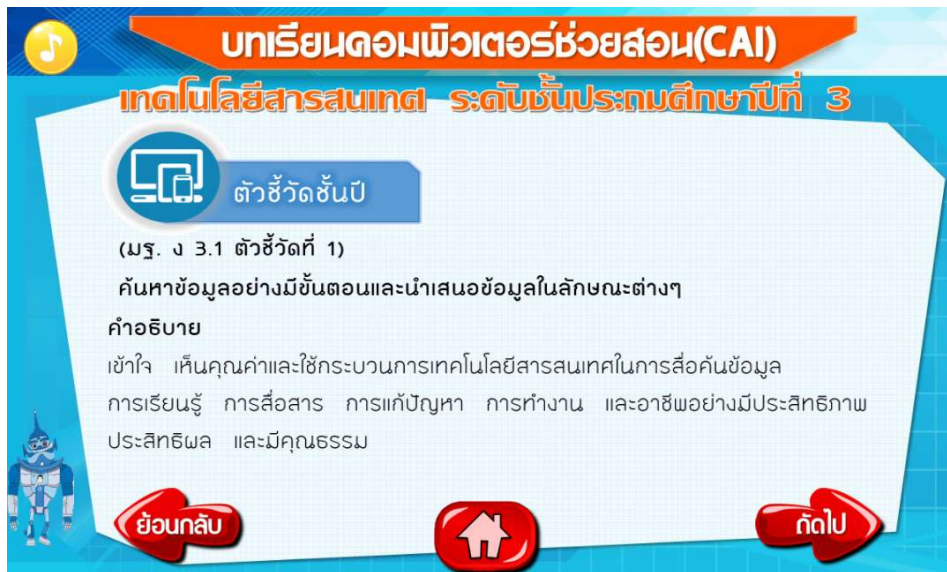 บทเรียนคอมพิวเตอร์ช่วยสอน(CAI)
เทคโนโลยีสารสนเทศ ระดับชั้นประถมศึกษาปีที่ 3
ตัวชี้วัดชั้นปี
(มฐ. ง 3.1 ตัวชี้วัดที่ 1)
ค้นหาข้อมูลอย่างมีขั้นตอนและนำเสนอข้อมูลในลักษณะต่างๆ
คำอธิบาย
เข้าใจ เห็นคุณค่าและใช้กระบวนการเทคโนโลยีสารสนเทศในการสื่อค้นข้อมูล
การเรียนรู้ การสื่อสาร การแก้ปัญหา การทำงาน และอาชีพอย่างมีประสิทธิภาพ
ประสิทธิผล และมีคุณธรรม
ย้อนกลับ
ถัดไป